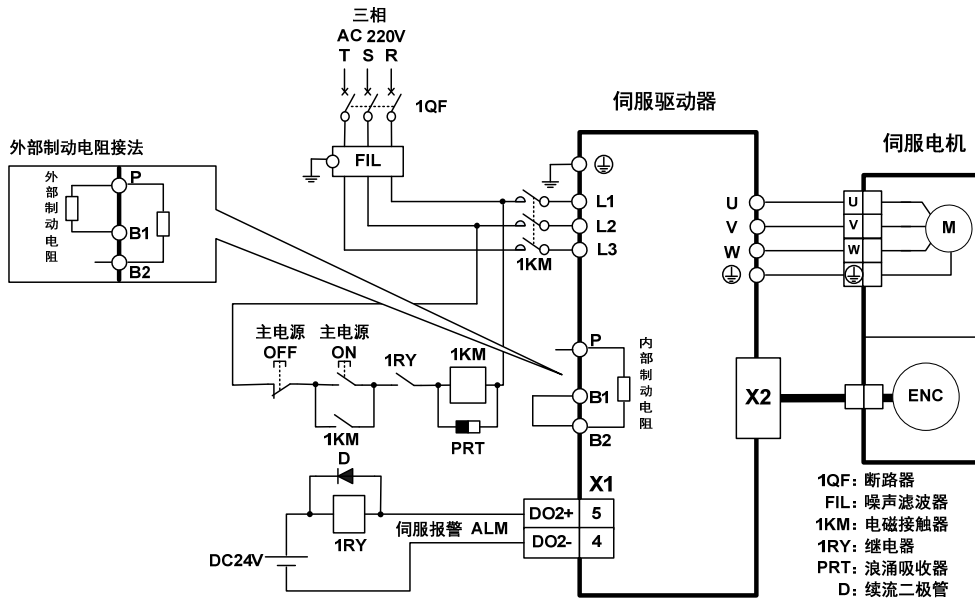 三相
AC 220V
T S R
1QF
伺服驱动器
伺服电机
外部制动电阻接法
FIL
外部制动电阻
P
B1
B2
L1
L2
L3
1KM
U
V
W
U
V
W
M
主电源
OFF
主电源
ON
1RY
1KM
1KM
PRT
P
B1
B2
内部制动电阻
X2
ENC
D
1RY
X1
DO2+ 5
DO2- 4
伺服报警 ALM
DC24V
1QF: 断路器
FIL: 噪声滤波器
1KM: 电磁接触器
1RY: 继电器
PRT: 浪涌吸收器
D: 续流二极管